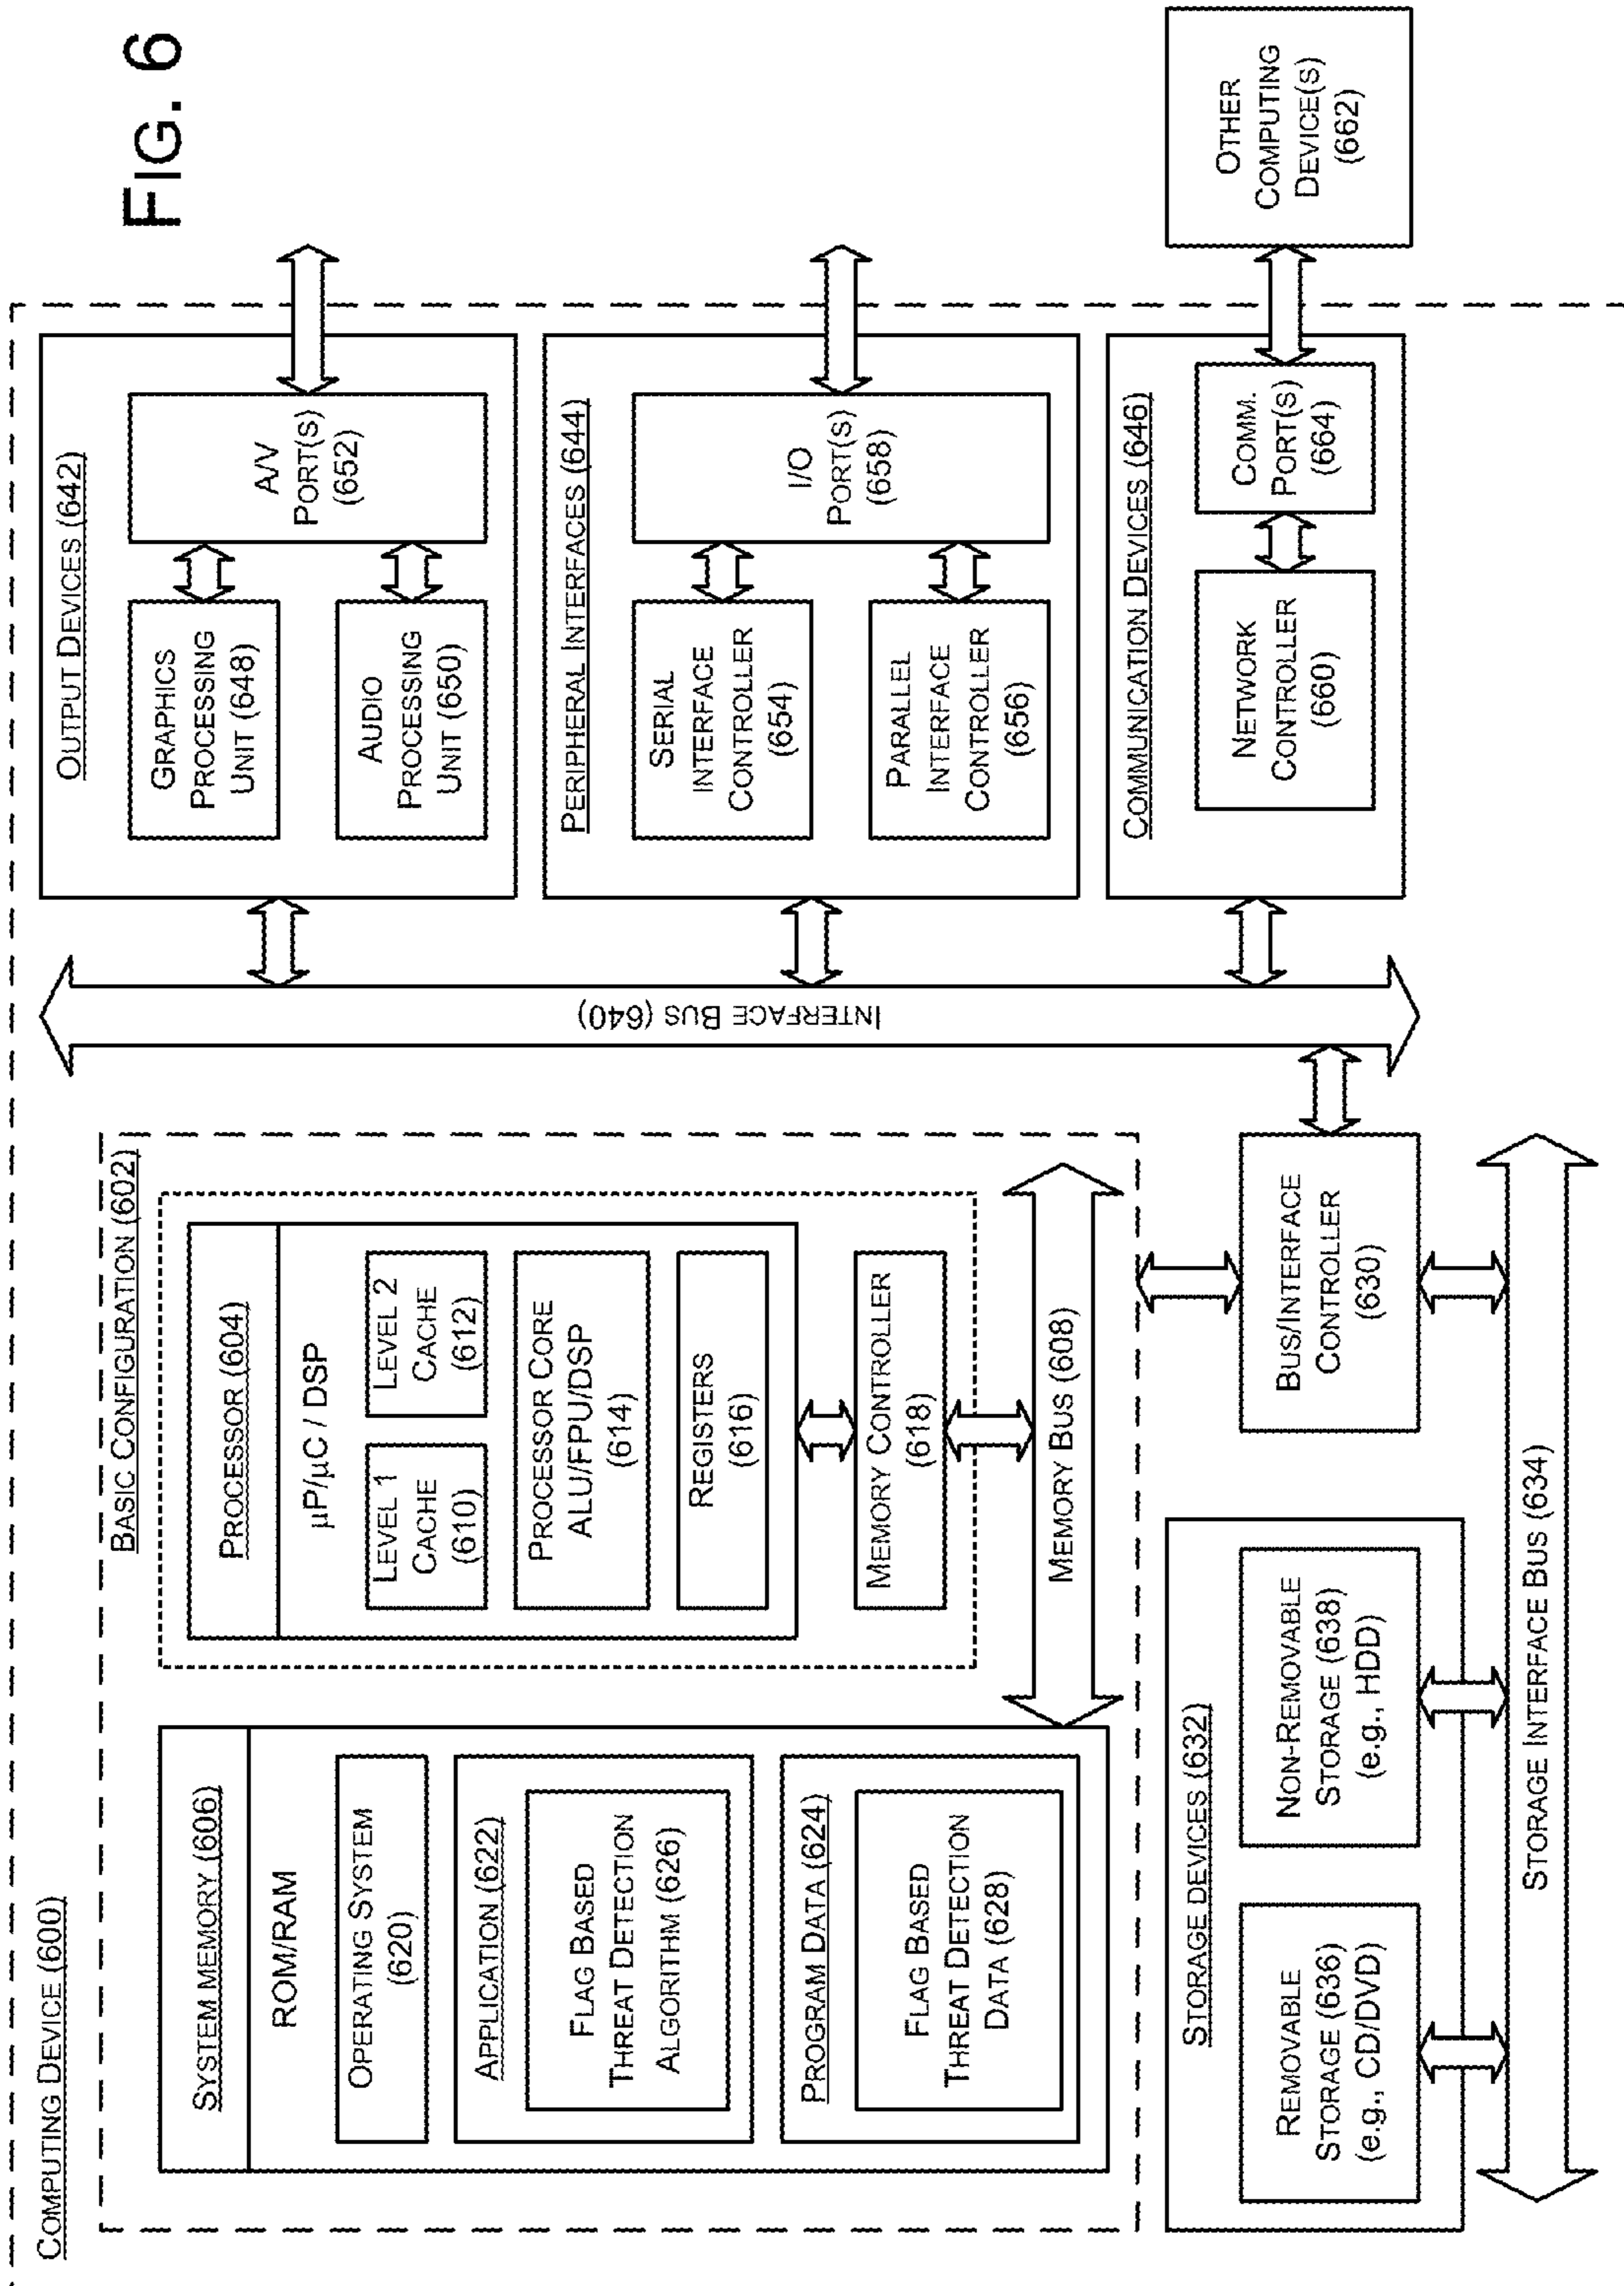 FIG. 6
COMPUTING DEVICE (600)
BASIC CONFIGURATION (602)
SYSTEM MEMORY (606)
ROM/RAM
OPERATING SYSTEM
(620)
APPLICATION (622)
FLAG BASED
THREAT DETECTION
ALGORITHM (626)
PROGRAM DATA (624)
FLAG BASED
THREAT DETECTION
DATA (628)
PROCESSOR (604)
µP/µC / DSP
LEVEL 1
CACHE
(610)
LEVEL 2
CACHE
(612)
PROCESSOR CORE
ALU/FPU/DSP
(614)
REGISTERS
(616)
MEMORY CONTROLLER
(618)
MEMORY BUS (608)
BUS/INTERFACE
CONTROLLER
(630)
STORAGE DEVICES (632)
REMOVABLE
STORAGE (636)
(e.g., CD/DVD)
NON-REMOVABLE
STORAGE (638)
(e.g., HDD)
STORAGE INTERFACE BUS (634)
INTERFACE BUS (640)
OUTPUT DEVICES (642)
GRAPHICS
PROCESSING
UNIT (648)
AUDIO
PROCESSING
UNIT (650)
A/V
PORT(S)
(652)
PERIPHERAL INTERFACES (644)
SERIAL
INTERFACE
CONTROLLER
(654)
PARALLEL
INTERFACE
CONTROLLER
(656)
I/O
PORT(S)
(658)
COMMUNICATION DEVICES (646)
NETWORK
CONTROLLER
(660)
COMM.
PORT(S)
(664)
OTHER
COMPUTING
DEVICE(S)
(662)